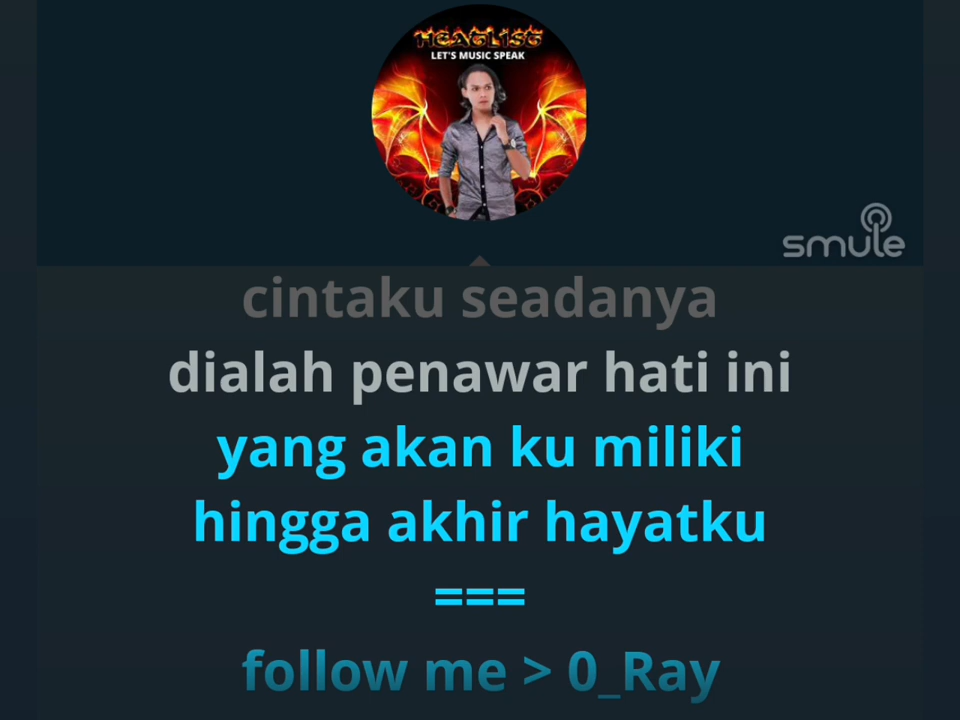 LET'S MUSIC SPEAK
smule
cintaku seadanya
dialah penawar hati ini
yang akan ku miliki
hingga akhir hayatku
===
follow me > 0_Ray